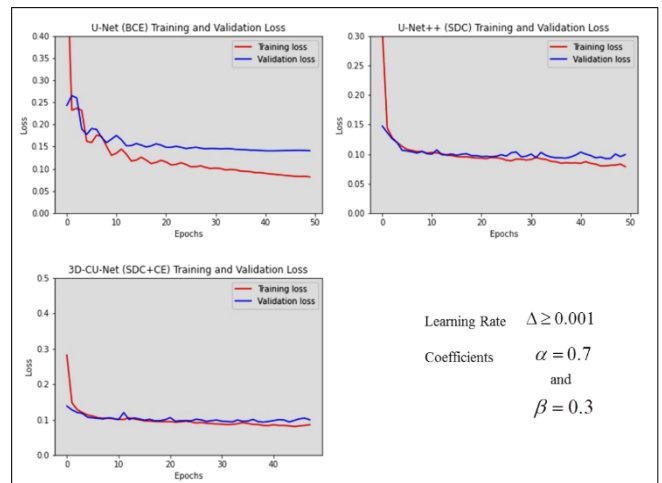 U-Net (BCE) Training and Validation Loss
0.40
0.35
0.30
0.25
0.20
0.15
0.10
0.05
0.00
Loss
Training loss
Validation loss
0 10 20 30 40 50
Epochs
U-Net++ (SDC) Training and Validation Loss
0.30
0.25
0.20
0.15
0.10
0.05
0.00
Loss
Training loss
Validation loss
0 10 20 30 40 50
Epochs
3D-CU-Net (SDC+CE) Training and Validation Loss
0.5
0.4
0.3
0.2
0.1
0.0
Loss
Training loss
Validation loss
0 10 20 30 40
Epochs
Learning Rate Δ ≥ 0.001
Coefficients α = 0.7
and
β = 0.3